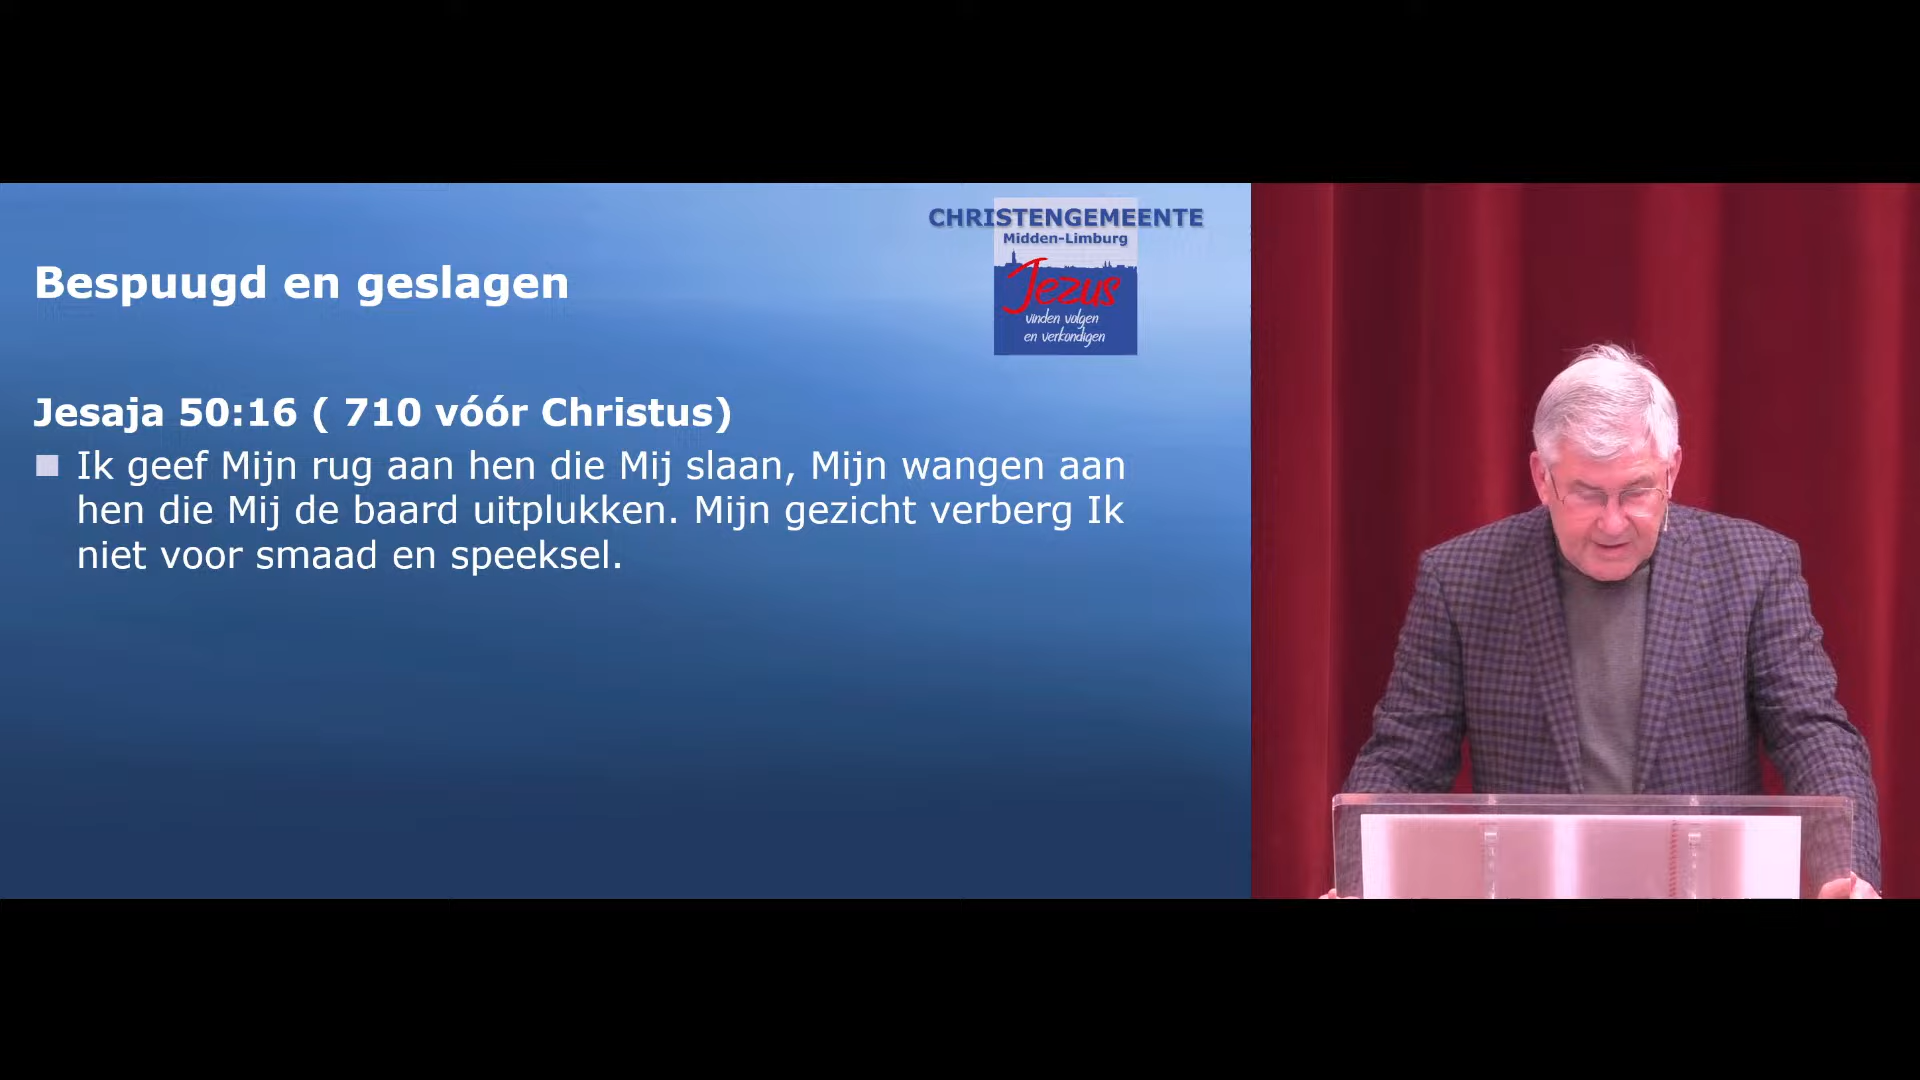 CHRISTENGEMEENTE
Midden-Limburg
Jezus
vinden volgen
en verkondigen
Bespuugd en geslagen
Jesaja 50:16 ( 710 vóór Christus)
Ik geef Mijn rug aan hen die Mij slaan, Mijn wangen aan
hen die Mij de baard uitplukken. Mijn gezicht verberg Ik
niet voor smaad en speeksel.